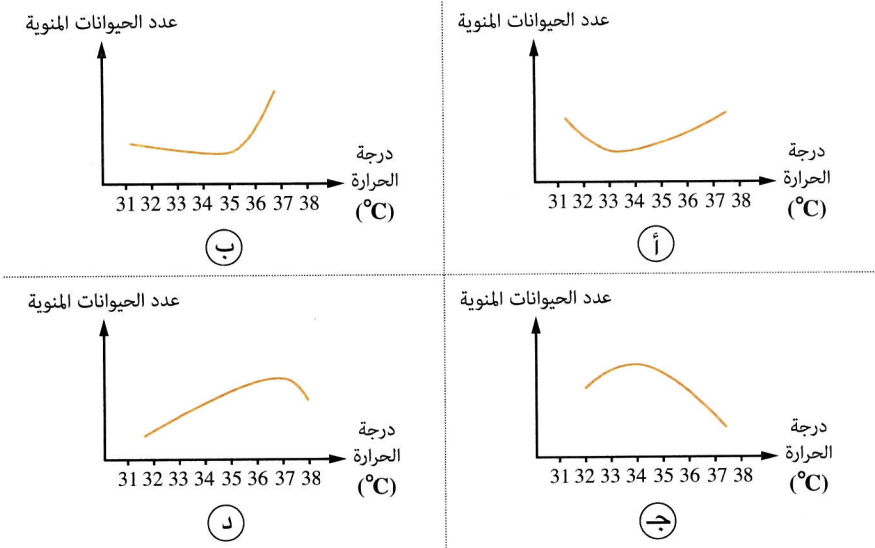 عدد الحيوانات المنوية
درجة
الحرارة
(°C)
31 32 33 34 35 36 37 38
أ
عدد الحيوانات المنوية
درجة
الحرارة
(°C)
31 32 33 34 35 36 37 38
ب
عدد الحيوانات المنوية
درجة
الحرارة
(°C)
31 32 33 34 35 36 37 38
جـ
عدد الحيوانات المنوية
درجة
الحرارة
(°C)
31 32 33 34 35 36 37 38
د